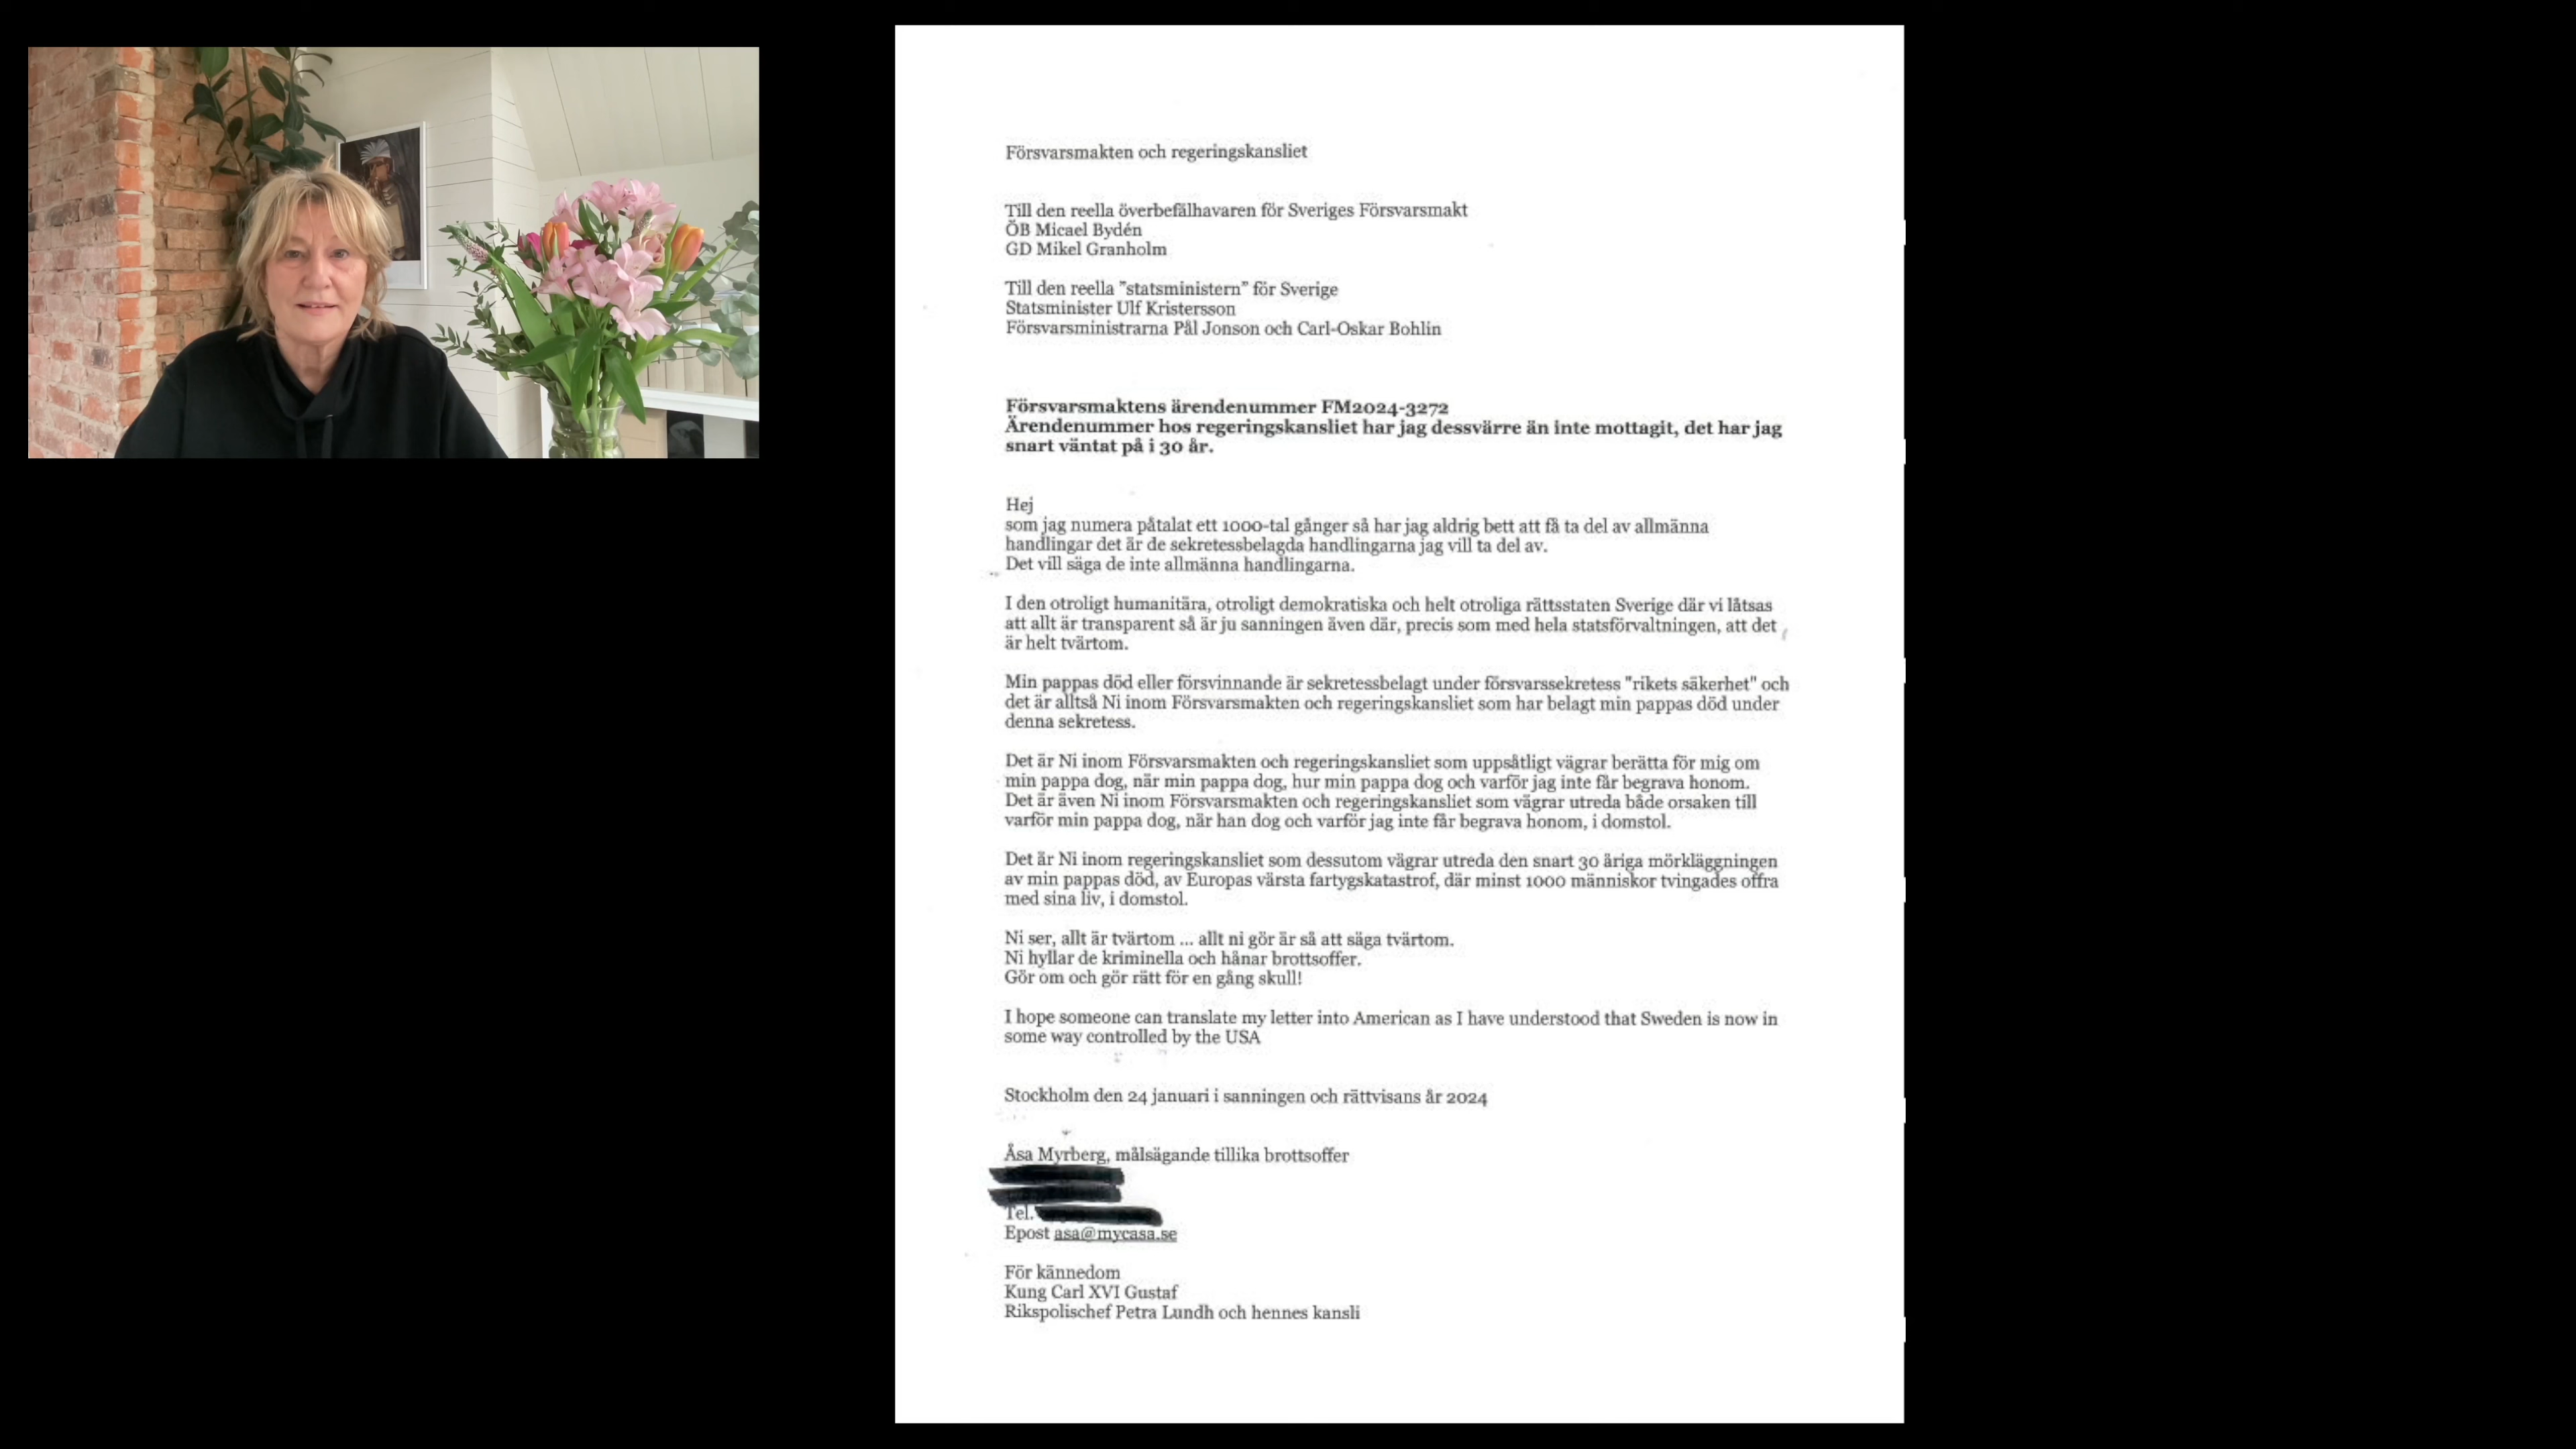 Försvarsmakten och regeringskansliet
Till den reella överbefälhavaren för Sveriges Försvarsmakt
ÖB Micael Bydén
GD Mikel Granholm
Till den reella ”statsministern” för Sverige
Statsminister Ulf Kristersson
Försvarsministrarna Pål Jonson och Carl-Oskar Bohlin
Försvarsmaktens ärendenummer FM2024-3272
Ärendenummer hos regeringskansliet har jag dessvärre än inte mottagit, det har jag
snart väntat på i 30 år.
Hej
som jag numera påtalat ett 1000-tal gånger så har jag aldrig bett att få ta del av allmänna
handlingar det är de sekretessbelagda handlingarna jag vill ta del av.
Det vill säga de inte allmänna handlingarna.
I den otroligt humanitära, otroligt demokratiska och helt otroliga rättsstaten Sverige där vi låtsas
att allt är transparent så är ju sanningen även där, precis som med hela statsförvaltningen, att det
är helt tvärtom.
Min pappas död eller försvinnande är sekretessbelagt under försvarssekretess "rikets säkerhet" och
det är alltså Ni inom Försvarsmakten och regeringskansliet som har belagt min pappas död under
denna sekretess.
Det är Ni inom Försvarsmakten och regeringskansliet som uppsåtligt vägrar berätta för mig om
min pappa dog, när min pappa dog, hur min pappa dog och varför jag inte får begrava honom.
Det är även Ni inom Försvarsmakten och regeringskansliet som vägrar utreda både orsaken till
varför min pappa dog, när han dog och varför jag inte får begrava honom, i domstol.
Det är Ni inom regeringskansliet som dessutom vägrar utreda den snart 30 åriga mörkläggningen
av min pappas död, av Europas värsta fartygskatastrof, där minst 1000 människor tvingades offra
med sina liv, i domstol.
Ni ser, allt är tvärtom ... allt ni gör är så att säga tvärtom.
Ni hyllar de kriminella och hånar brottsoffer.
Gör om och gör rätt för en gång skull!
I hope someone can translate my letter into American as I have understood that Sweden is now in
some way controlled by the USA
Stockholm den 24 januari i sanningen och rättvisans år 2024
Åsa Myrberg, målsägande tillika brottsoffer
Tel.
Epost asa@mycasa.se
För kännedom
Kung Carl XVI Gustaf
Rikspolischef Petra Lundh och hennes kansli